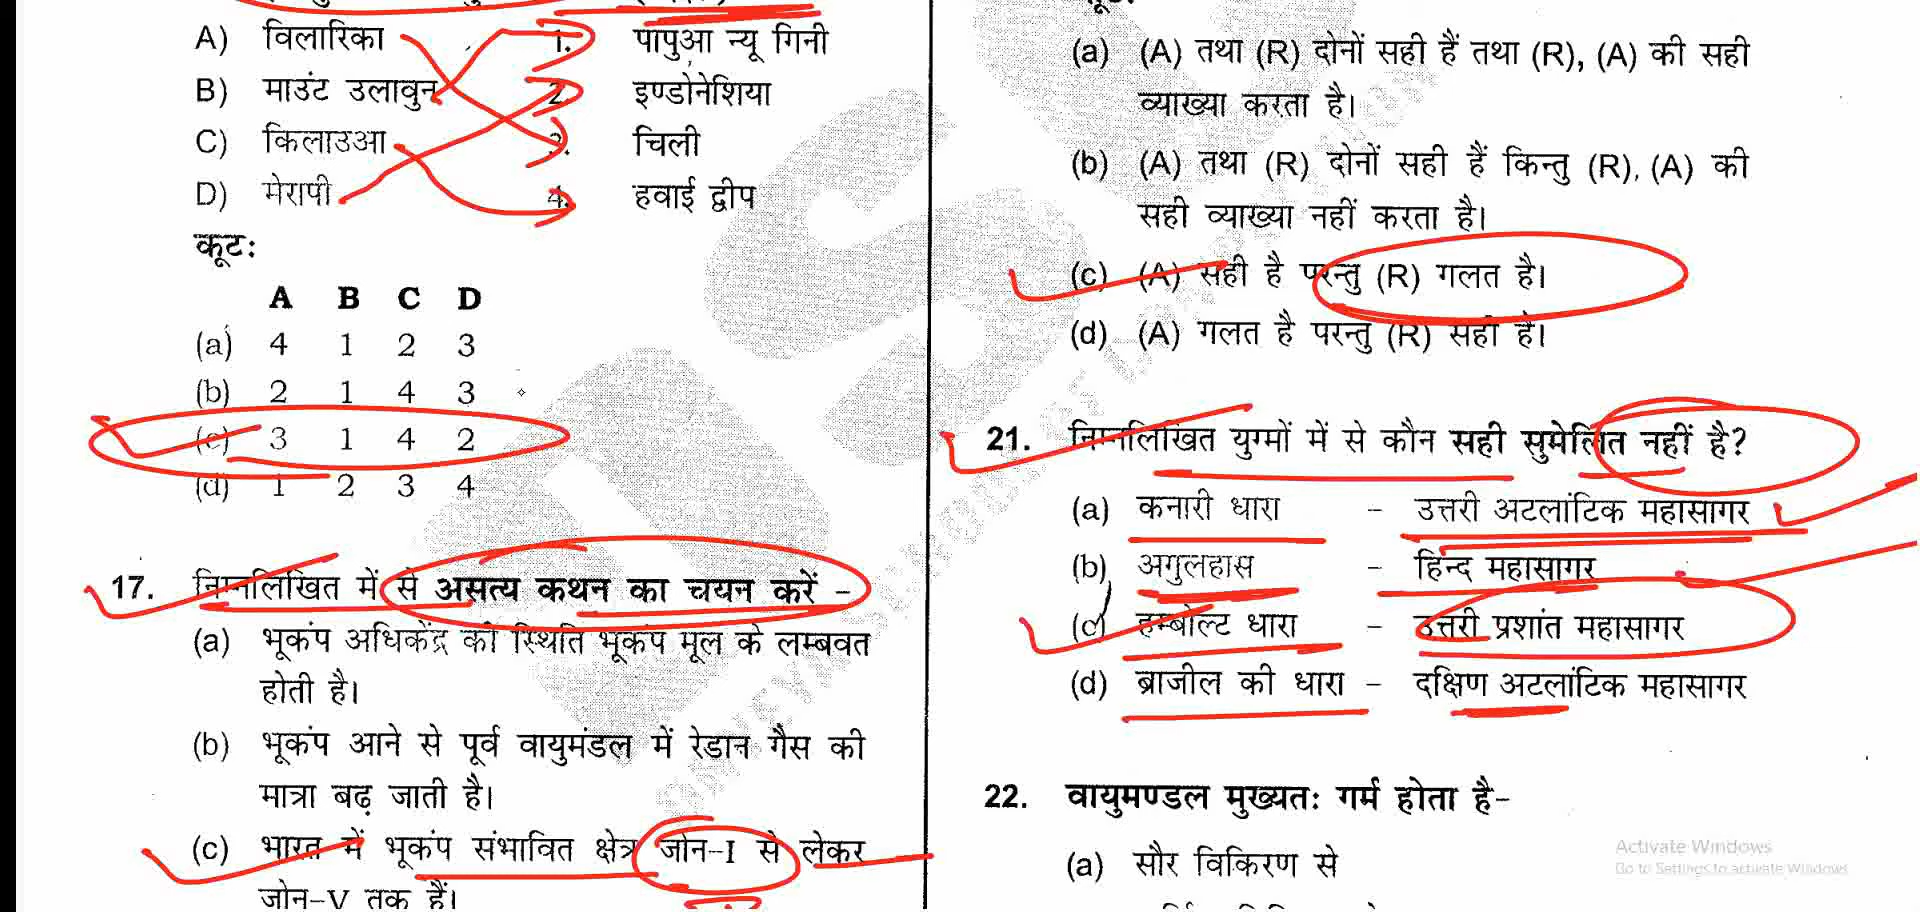 A) विलारिका 1. पापुआ न्यू गिनी
B) माउंट उलावुन 2. इण्डोनेशिया
C) किलाउआ 3. चिली
D) मेरापी 4. हवाई द्वीप
कूटः
A B C D
(a) 4 1 2 3
(b) 2 1 4 3
(c) 3 1 4 2
(d) 1 2 3 4
17. निम्नलिखित में से असत्य कथन का चयन करें –
(a) भूकंप अधिकेंद्र की स्थिति भूकंप मूल के लम्बवत
होती है।
(b) भूकंप आने से पूर्व वायुमंडल में रेडान गैस की
मात्रा बढ़ जाती है।
(c) भारत में भूकंप संभावित क्षेत्र जोन-I से लेकर
जोन-V तक हैं।
(a) (A) तथा (R) दोनों सही हैं तथा (R), (A) की सही
व्याख्या करता है।
(b) (A) तथा (R) दोनों सही हैं किन्तु (R), (A) की
सही व्याख्या नहीं करता है।
(c) (A) सही है परन्तु (R) गलत है।
(d) (A) गलत है परन्तु (R) सही है।
21. निम्नलिखित युग्मों में से कौन सही सुमेलित नहीं है?
(a) कनारी धारा – उत्तरी अटलांटिक महासागर
(b) अगुलहास – हिन्द महासागर
(c) हम्बोल्ट धारा – उत्तरी प्रशांत महासागर
(d) ब्राजील की धारा – दक्षिण अटलांटिक महासागर
22. वायुमण्डल मुख्यतः गर्म होता है–
(a) सौर विकिरण से
Activate Windows
Go to Settings to activate Windows.